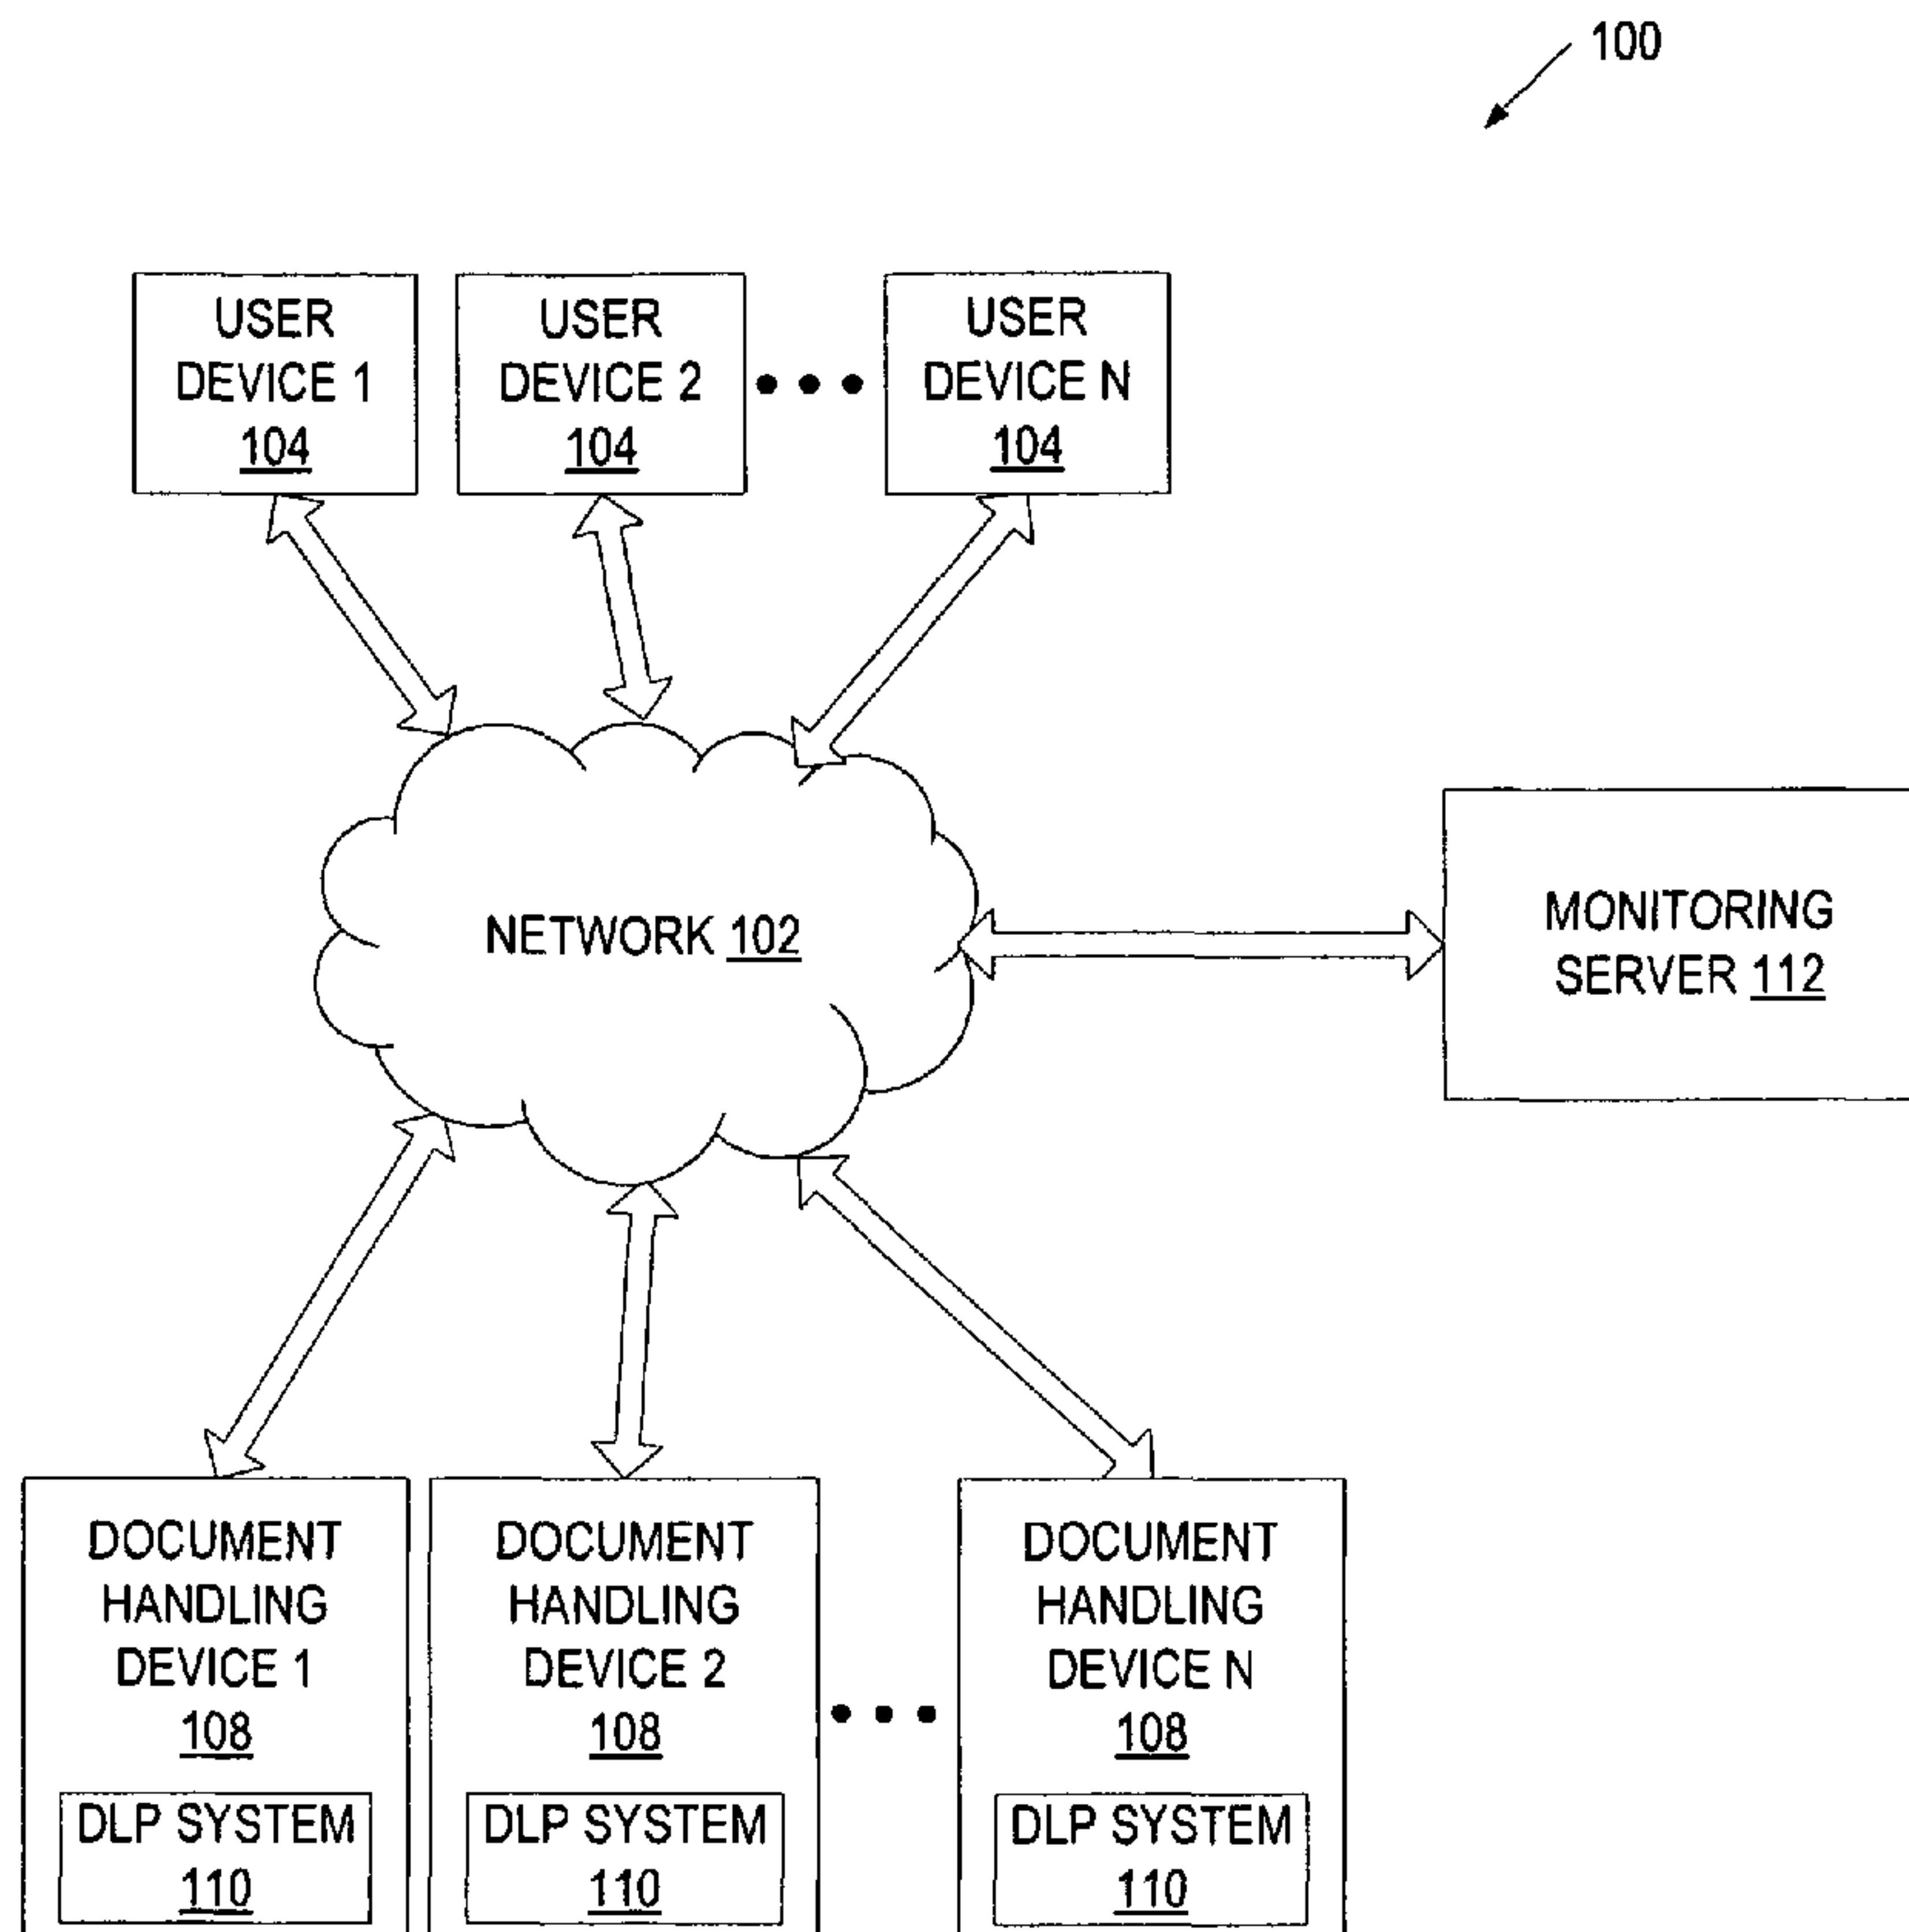 100
USER
DEVICE 1
104
USER
DEVICE 2
104
USER
DEVICE N
104
NETWORK 102
MONITORING
SERVER 112
DOCUMENT
HANDLING
DEVICE 1
108
DLP SYSTEM
110
DOCUMENT
HANDLING
DEVICE 2
108
DLP SYSTEM
110
DOCUMENT
HANDLING
DEVICE N
108
DLP SYSTEM
110